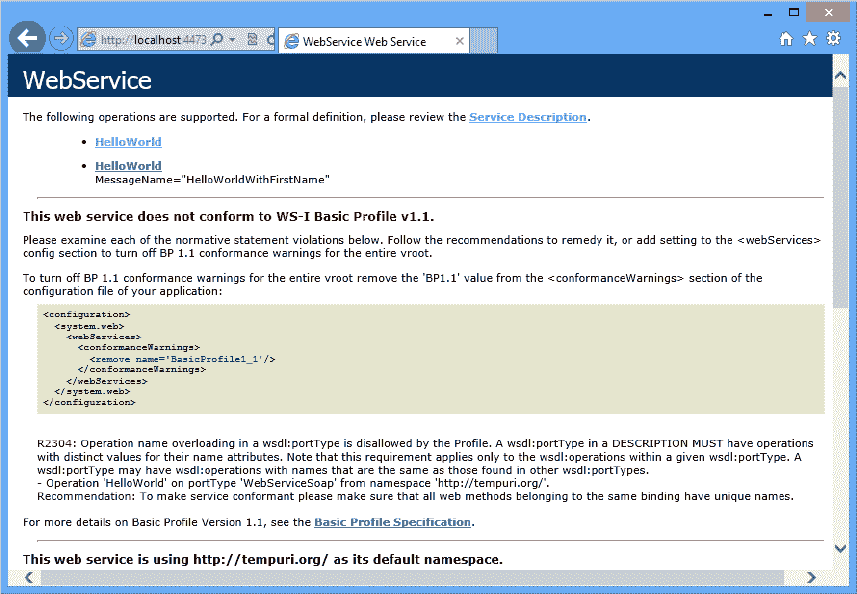 http://localhost:4473
WebService Web Service
WebService
The following operations are supported. For a formal definition, please review the Service Description.
HelloWorld
HelloWorld
MessageName="HelloWorldWithFirstName"
This web service does not conform to WS-I Basic Profile v1.1.
Please examine each of the normative statement violations below. Follow the recommendations to remedy it, or add setting to the <webServices>
config section to turn off BP 1.1 conformance warnings for the entire vroot.
To turn off BP 1.1 conformance warnings for the entire vroot remove the 'BP1.1' value from the <conformanceWarnings> section of the
configuration file of your application:
<configuration>
<system.web>
<webServices>
<conformanceWarnings>
<remove name='BasicProfile1_1'/>
</conformanceWarnings>
</webServices>
</system.web>
</configuration>
R2304: Operation name overloading in a wsdl:portType is disallowed by the Profile. A wsdl:portType in a DESCRIPTION MUST have operations
with distinct values for their name attributes. Note that this requirement applies only to the wsdl:operations within a given wsdl:portType. A
wsdl:portType may have wsdl:operations with names that are the same as those found in other wsdl:portTypes.
- Operation 'HelloWorld' on portType 'WebServiceSoap' from namespace 'http://tempuri.org/'.
Recommendation: To make service conformant please make sure that all web methods belonging to the same binding have unique names.
For more details on Basic Profile Version 1.1, see the Basic Profile Specification.
This web service is using http://tempuri.org/ as its default namespace.